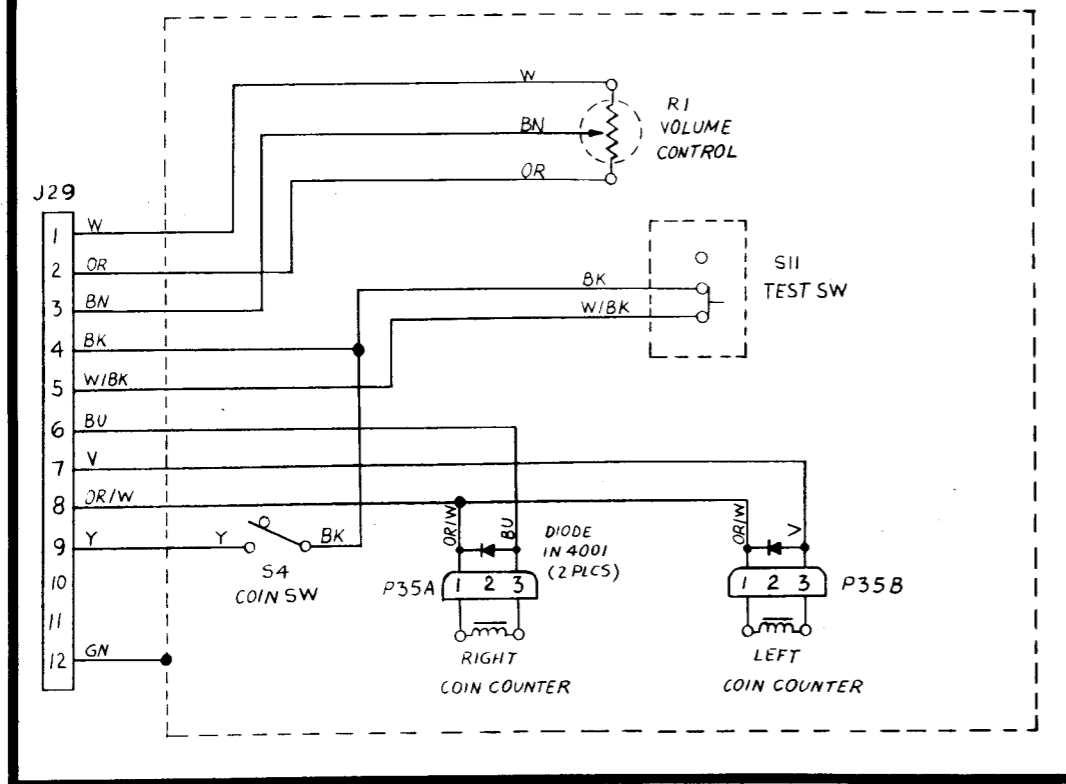 W
R1
VOLUME
CONTROL
BN
OR
J29
1 W
2 OR
3 BN
4 BK
5 W/BK
6 BU
7 V
8 OR/W
9 Y
10
11
12 GN
BK
W/BK
S11
TEST SW
Y
BK
S4
COIN SW
OR/W
BU
DIODE
IN 4001
(2 PLCS)
P35A
1 2 3
RIGHT
COIN COUNTER
OR/W
V
1 2 3
P35B
LEFT
COIN COUNTER